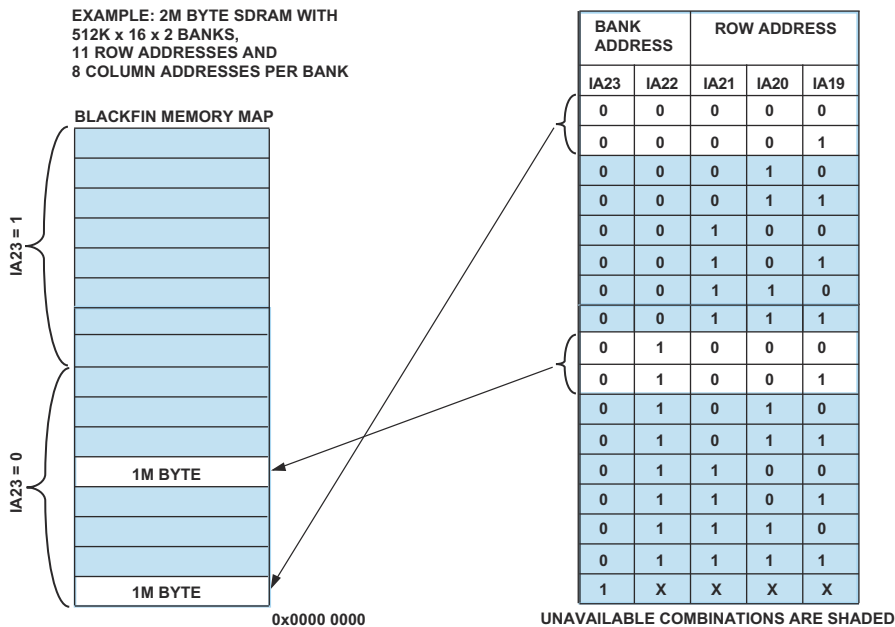 EXAMPLE: 2M BYTE SDRAM WITH
512K x 16 x 2 BANKS,
11 ROW ADDRESSES AND
8 COLUMN ADDRESSES PER BANK
BLACKFIN MEMORY MAP
IA23 = 1
IA23 = 0
1M BYTE
1M BYTE
0x0000 0000
BANK ADDRESS ROW ADDRESS
IA23 IA22 IA21 IA20 IA19
0 0 0 0 0
0 0 0 0 1
0 0 0 1 0
0 0 0 1 1
0 0 1 0 0
0 0 1 0 1
0 0 1 1 0
0 0 1 1 1
0 1 0 0 0
0 1 0 0 1
0 1 0 1 0
0 1 0 1 1
0 1 1 0 0
0 1 1 0 1
0 1 1 1 0
0 1 1 1 1
1 X X X X
UNAVAILABLE COMBINATIONS ARE SHADED